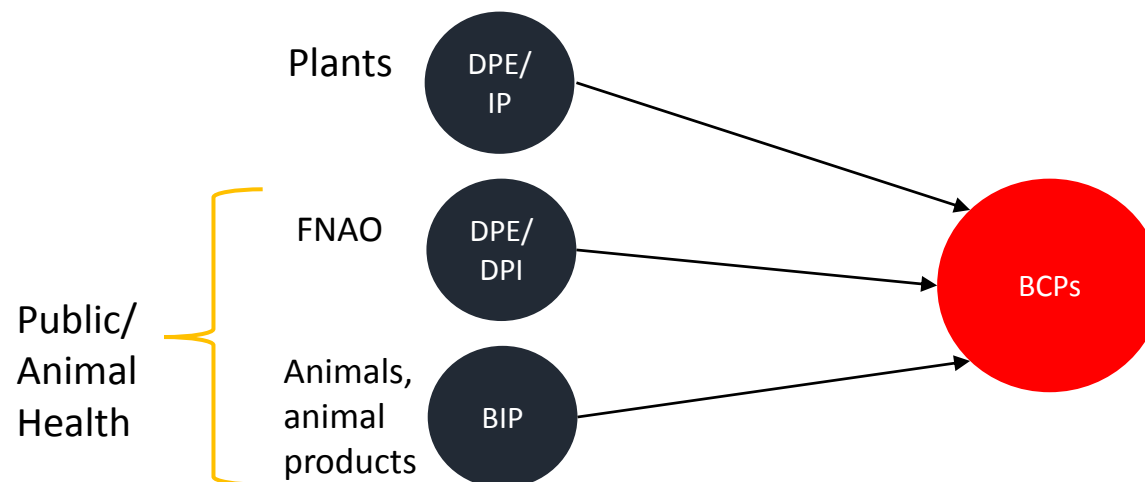 Plants
DPE/
IP
FNAO
DPE/
DPI
BCPs
Public/
Animal
Health
Animals,
animal
products
BIP